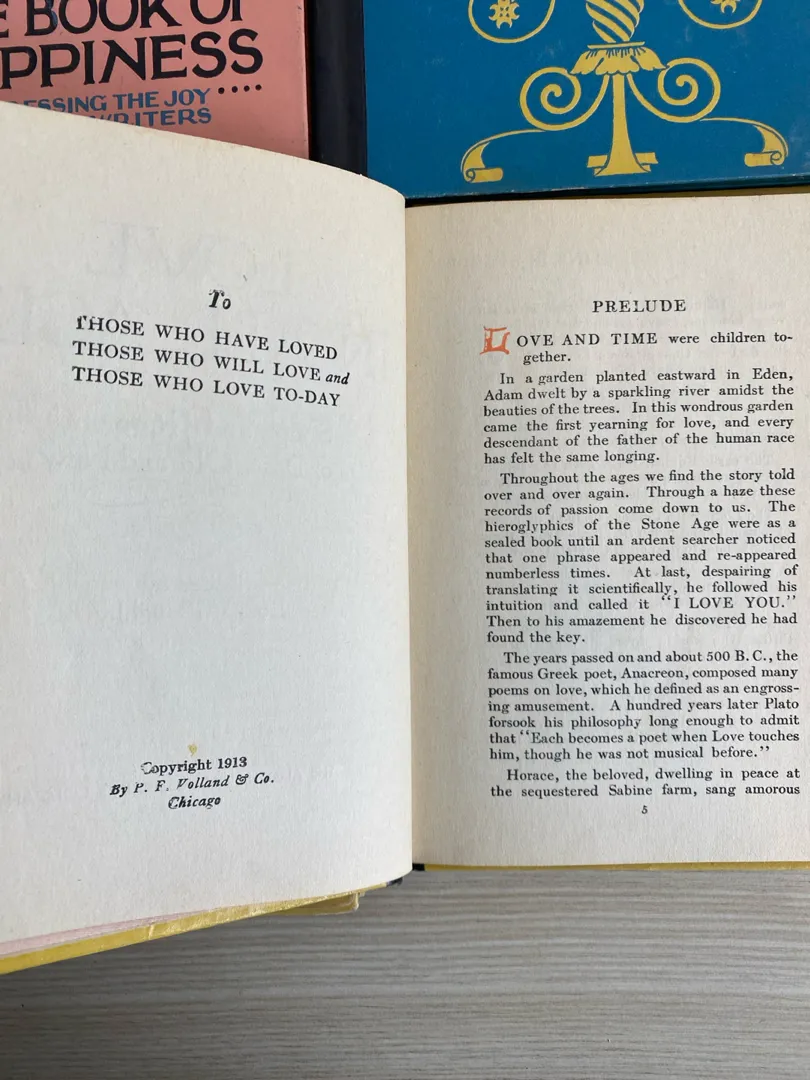 BOOK OF
PPINESS....
ESSING THE JOY
WRITERS
To
THOSE WHO HAVE LOVED
THOSE WHO WILL LOVE and
THOSE WHO LOVE TO-DAY
Copyright 1913
By P. F. Volland & Co.
Chicago
PRELUDE
LOVE AND TIME were children to-
gether.
In a garden planted eastward in Eden,
Adam dwelt by a sparkling river amidst the
beauties of the trees. In this wondrous garden
came the first yearning for love, and every
descendant of the father of the human race
has felt the same longing.
Throughout the ages we find the story told
over and over again. Through a haze these
records of passion come down to us. The
hieroglyphics of the Stone Age were as a
sealed book until an ardent searcher noticed
that one phrase appeared and re-appeared
numberless times. At last, despairing of
translating it scientifically, he followed his
intuition and called it "I LOVE YOU."
Then to his amazement he discovered he had
found the key.
The years passed on and about 500 B. C., the
famous Greek poet, Anacreon, composed many
poems on love, which he defined as an engross-
ing amusement. A hundred years later Plato
forsook his philosophy long enough to admit
that "Each becomes a poet when Love touches
him, though he was not musical before."
Horace, the beloved, dwelling in peace at
the sequestered Sabine farm, sang amorous
5